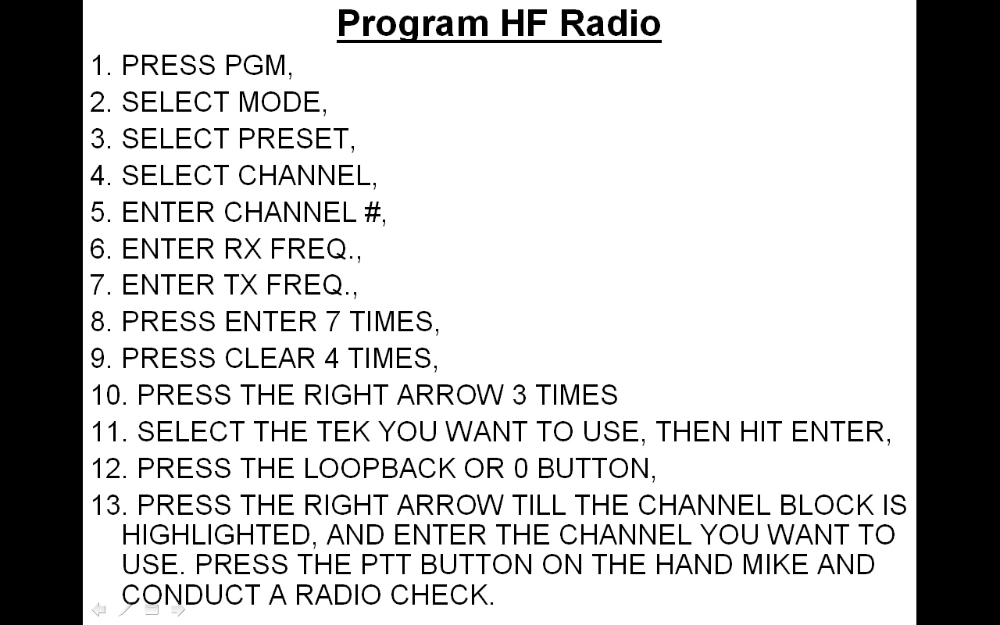 Program HF Radio
1. PRESS PGM,
2. SELECT MODE,
3. SELECT PRESET,
4. SELECT CHANNEL,
5. ENTER CHANNEL #,
6. ENTER RX FREQ.,
7. ENTER TX FREQ.,
8. PRESS ENTER 7 TIMES,
9. PRESS CLEAR 4 TIMES,
10. PRESS THE RIGHT ARROW 3 TIMES
11. SELECT THE TEK YOU WANT TO USE, THEN HIT ENTER,
12. PRESS THE LOOPBACK OR 0 BUTTON,
13. PRESS THE RIGHT ARROW TILL THE CHANNEL BLOCK IS
HIGHLIGHTED, AND ENTER THE CHANNEL YOU WANT TO
USE. PRESS THE PTT BUTTON ON THE HAND MIKE AND
CONDUCT A RADIO CHECK.